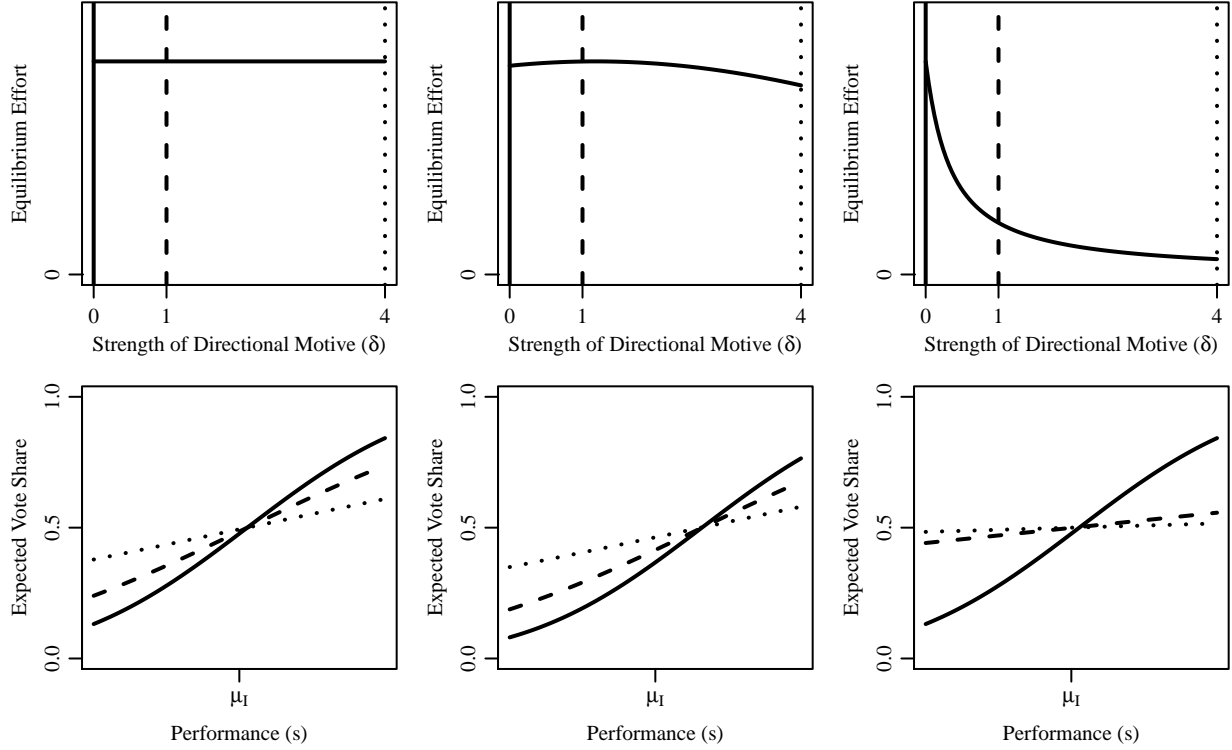 Equilibrium Effort
0
0 1 4
Strength of Directional Motive (δ)
Equilibrium Effort
0
0 1 4
Strength of Directional Motive (δ)
Equilibrium Effort
0
0 1 4
Strength of Directional Motive (δ)
Expected Vote Share
1.0
0.5
0.0
μI
Performance (s)
Expected Vote Share
1.0
0.5
0.0
μI
Performance (s)
Expected Vote Share
1.0
0.5
0.0
μI
Performance (s)